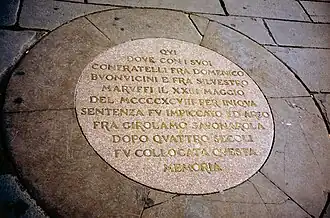 QVI
DOVE CON I SVOI
CONFRATELLI FRA DOMENICO
BVONVICINI E FRA SILVESTRO
MARVFFI IL XXIII MAGGIO
DEL MCCCCXCVIII PER INIQVA
SENTENZA FV IMPICCATO ED ARSO
FRA GIROLAMO SAVONAROLA
DOPO QVATTRO SECOLI
FV COLLOCATA QVESTA
MEMORIA